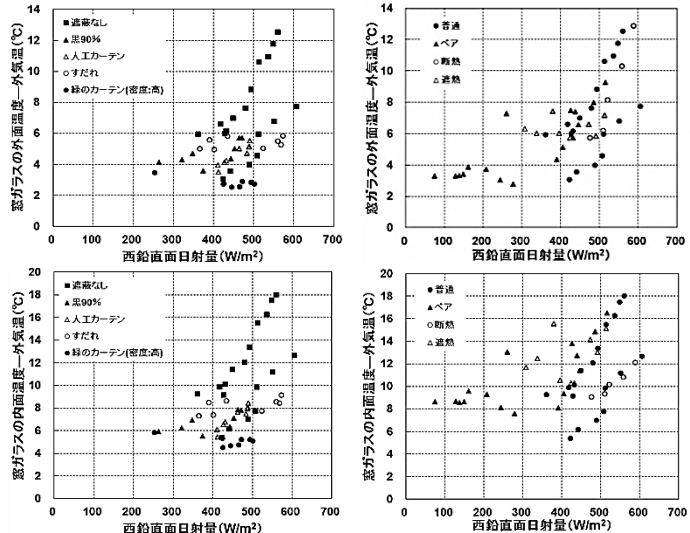 窓ガラスの外面温度―外気温(℃)
14
12
10
8
6
4
2
0
■遮蔽なし
▲黒90%
△人工カーテン
○すだれ
●緑のカーテン(密度:高)
0 100 200 300 400 500 600 700
西鉛直面日射量(W/m²)
窓ガラスの外面温度―外気温(℃)
14
12
10
8
6
4
2
0
●普通
▲ペア
○断熱
△遮熱
0 100 200 300 400 500 600 700
西鉛直面日射量(W/m²)
窓ガラスの内面温度―外気温(℃)
18
16
14
12
10
8
6
4
2
0
■遮蔽なし
▲黒90%
△人工カーテン
○すだれ
●緑のカーテン(密度:高)
0 100 200 300 400 500 600 700
西鉛直面日射量(W/m²)
窓ガラスの内面温度―外気温(℃)
18
16
14
12
10
8
6
4
2
0
●普通
▲ペア
○断熱
△遮熱
0 100 200 300 400 500 600 700
西鉛直面日射量(W/m²)